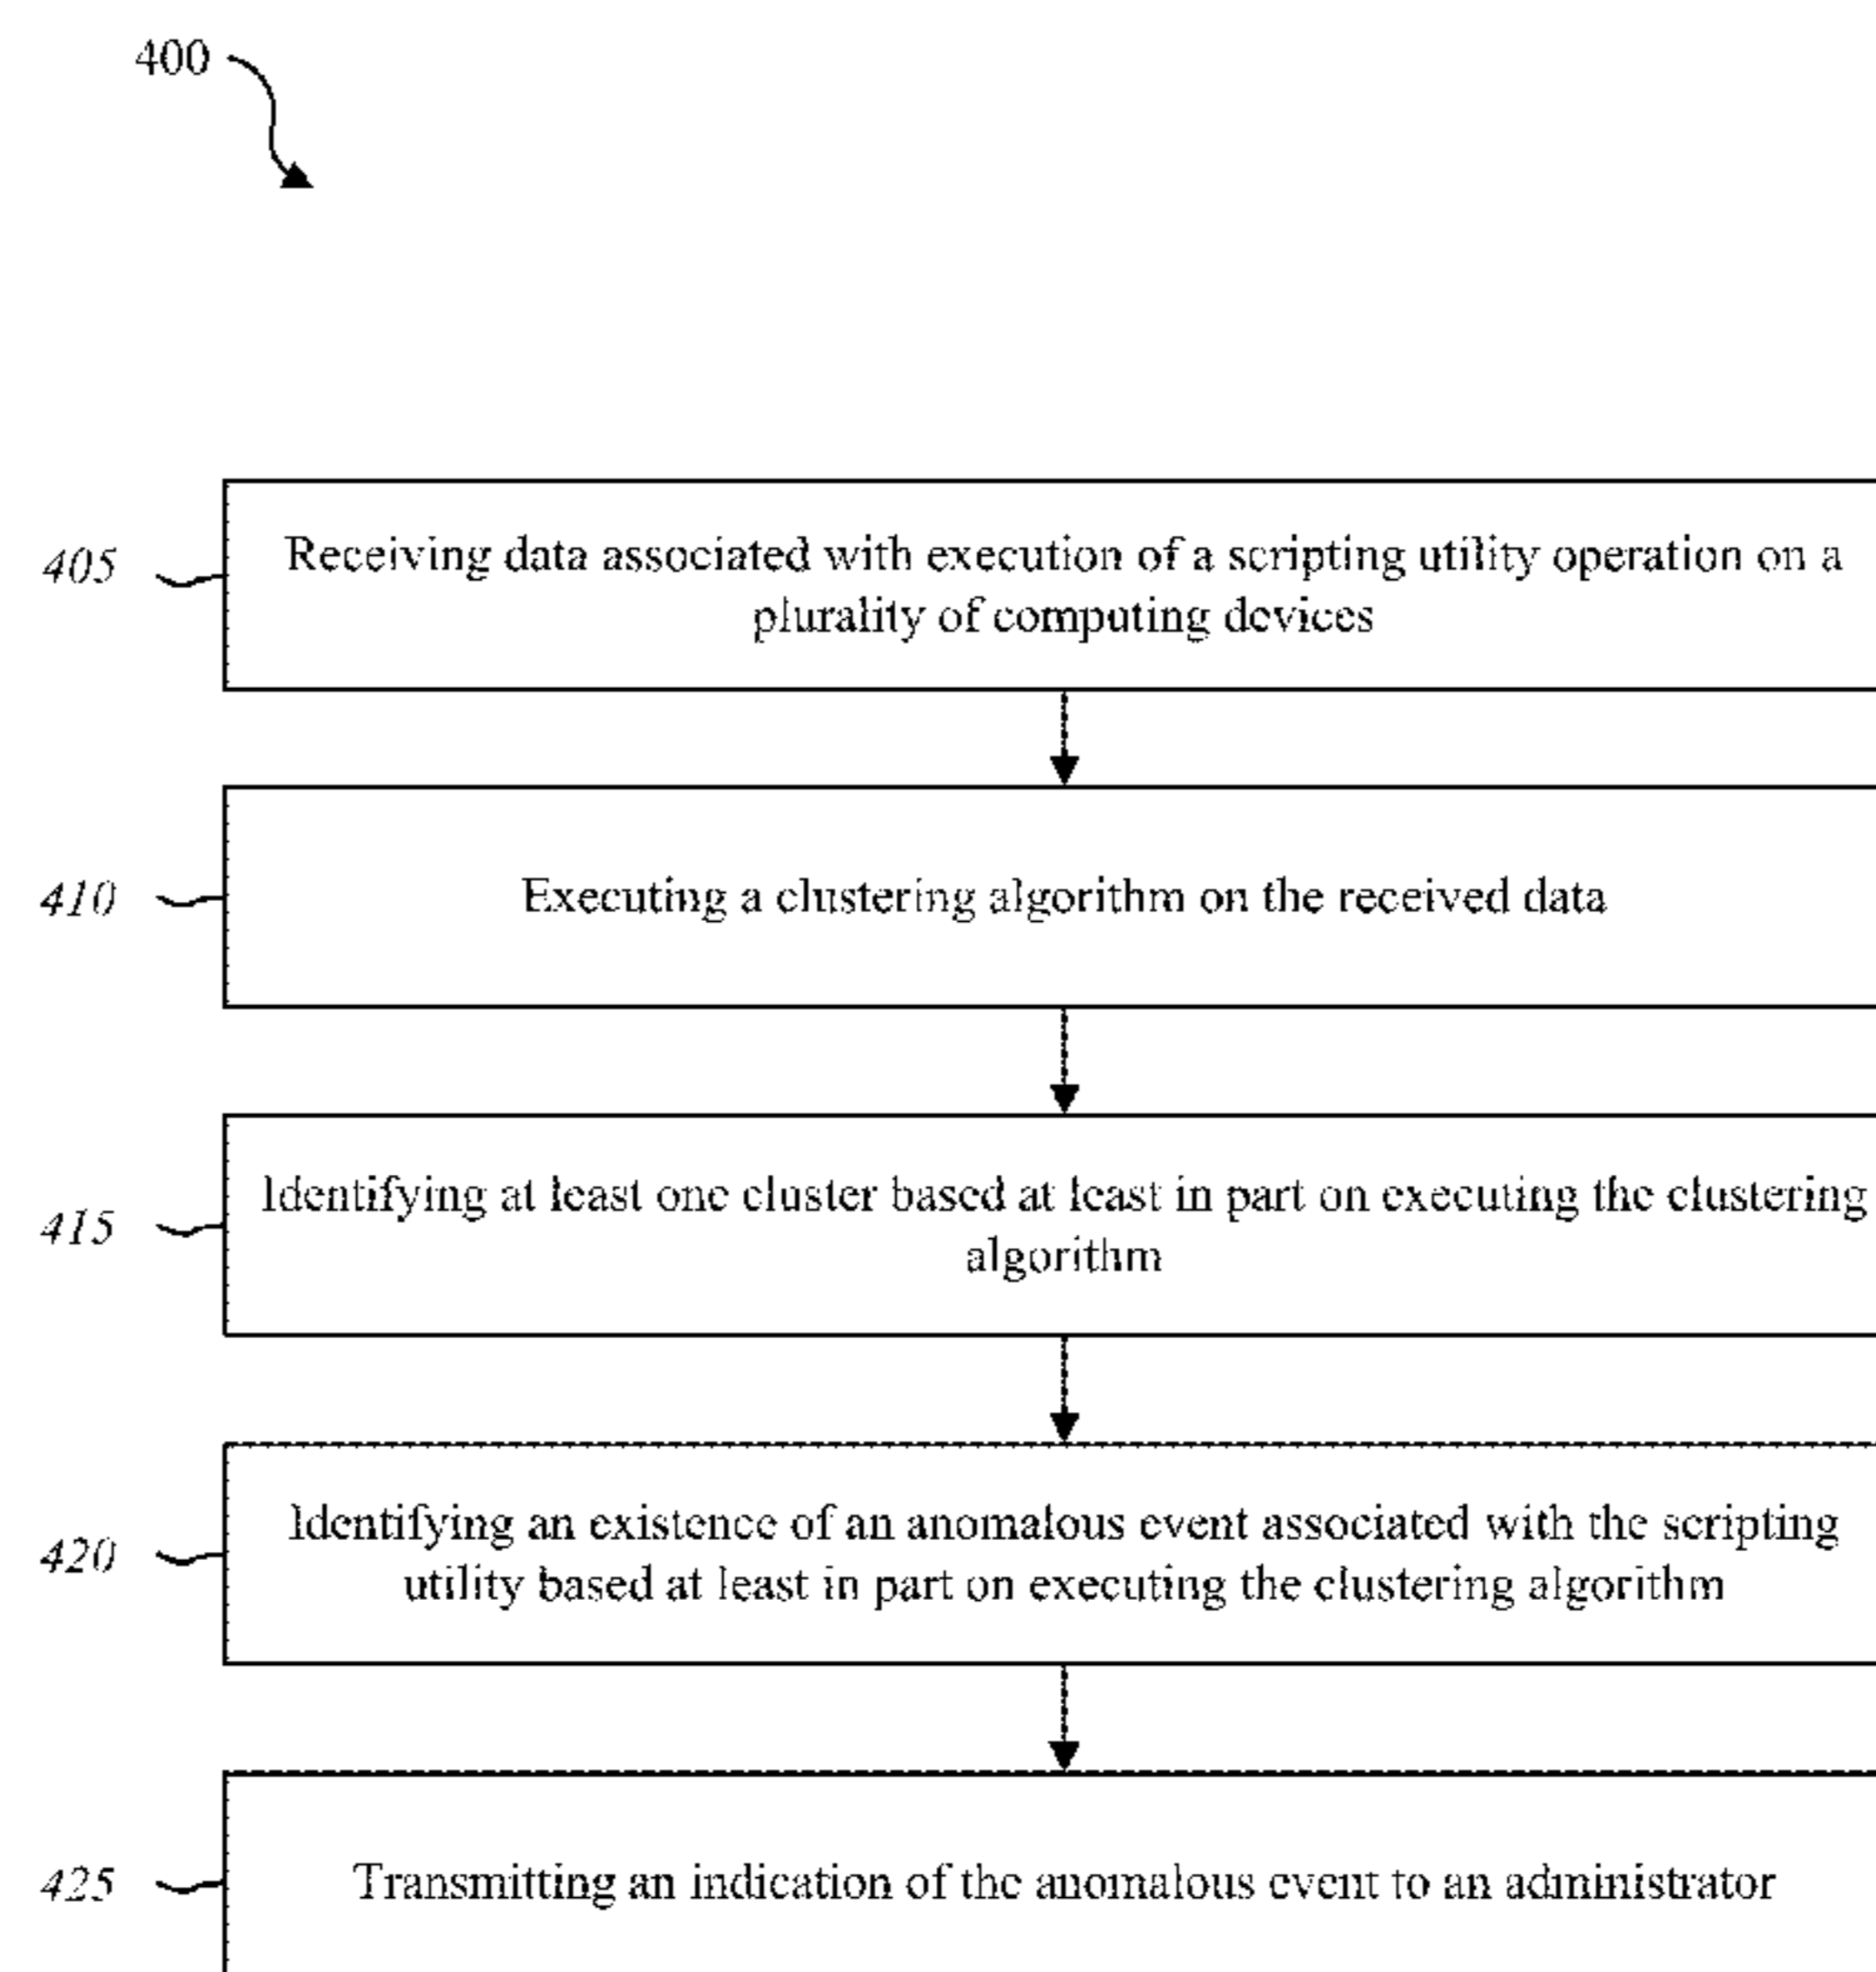 400
405
Receiving data associated with execution of a scripting utility operation on a
plurality of computing devices
410
Executing a clustering algorithm on the received data
415
Identifying at least one cluster based at least in part on executing the clustering
algorithm
420
Identifying an existence of an anomalous event associated with the scripting
utility based at least in part on executing the clustering algorithm
425
Transmitting an indication of the anomalous event to an administrator